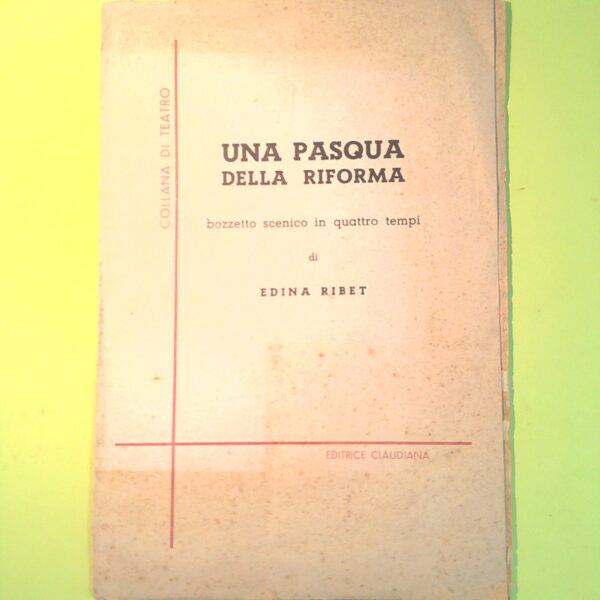 COLLANA DI TEATRO
UNA PASQUA
DELLA RIFORMA
bozzetto scenico in quattro tempi
di
EDINA RIBET
EDITRICE CLAUDIANA